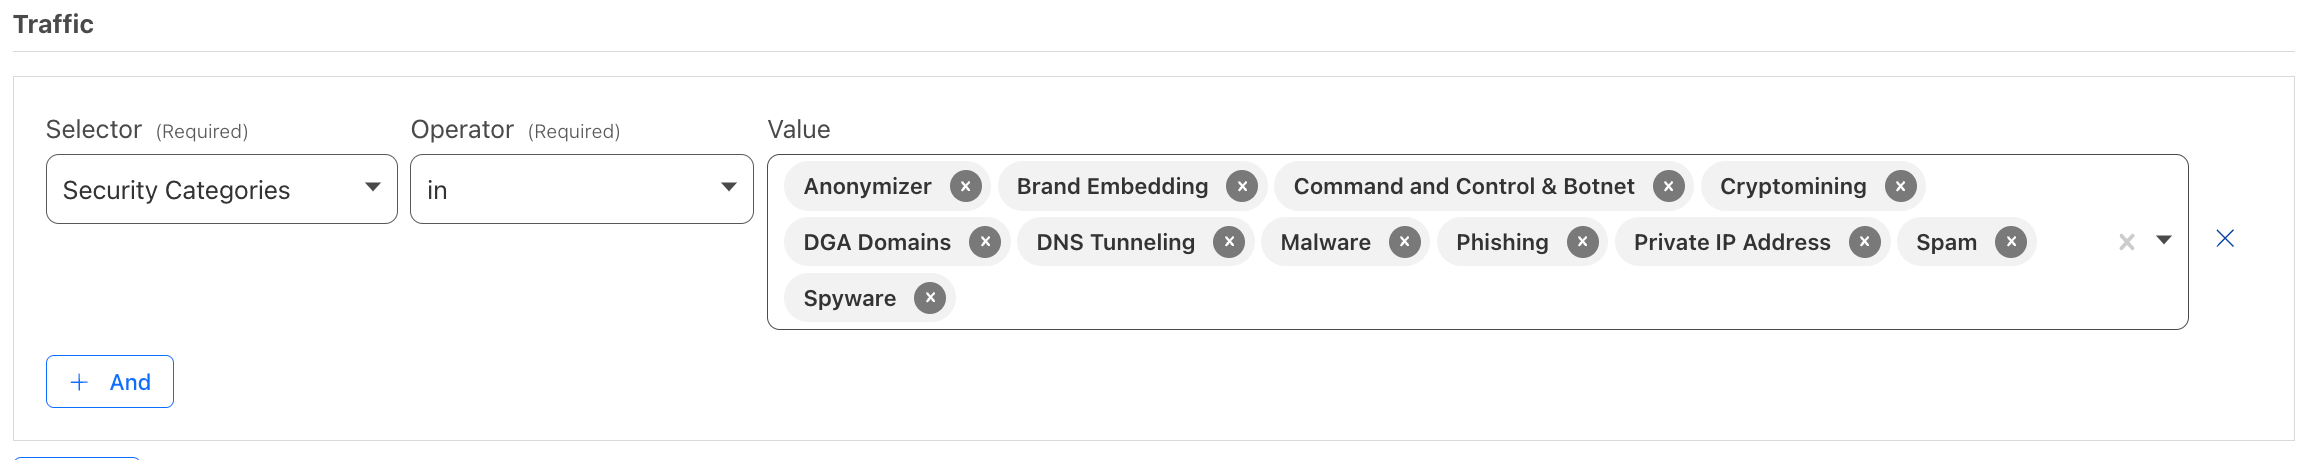 Traffic
Selector (Required) Operator (Required) Value
Security Categories in Anonymizer Brand Embedding Command and Control & Botnet Cryptomining
DGA Domains DNS Tunneling Malware Phishing Private IP Address Spam
Spyware
+ And